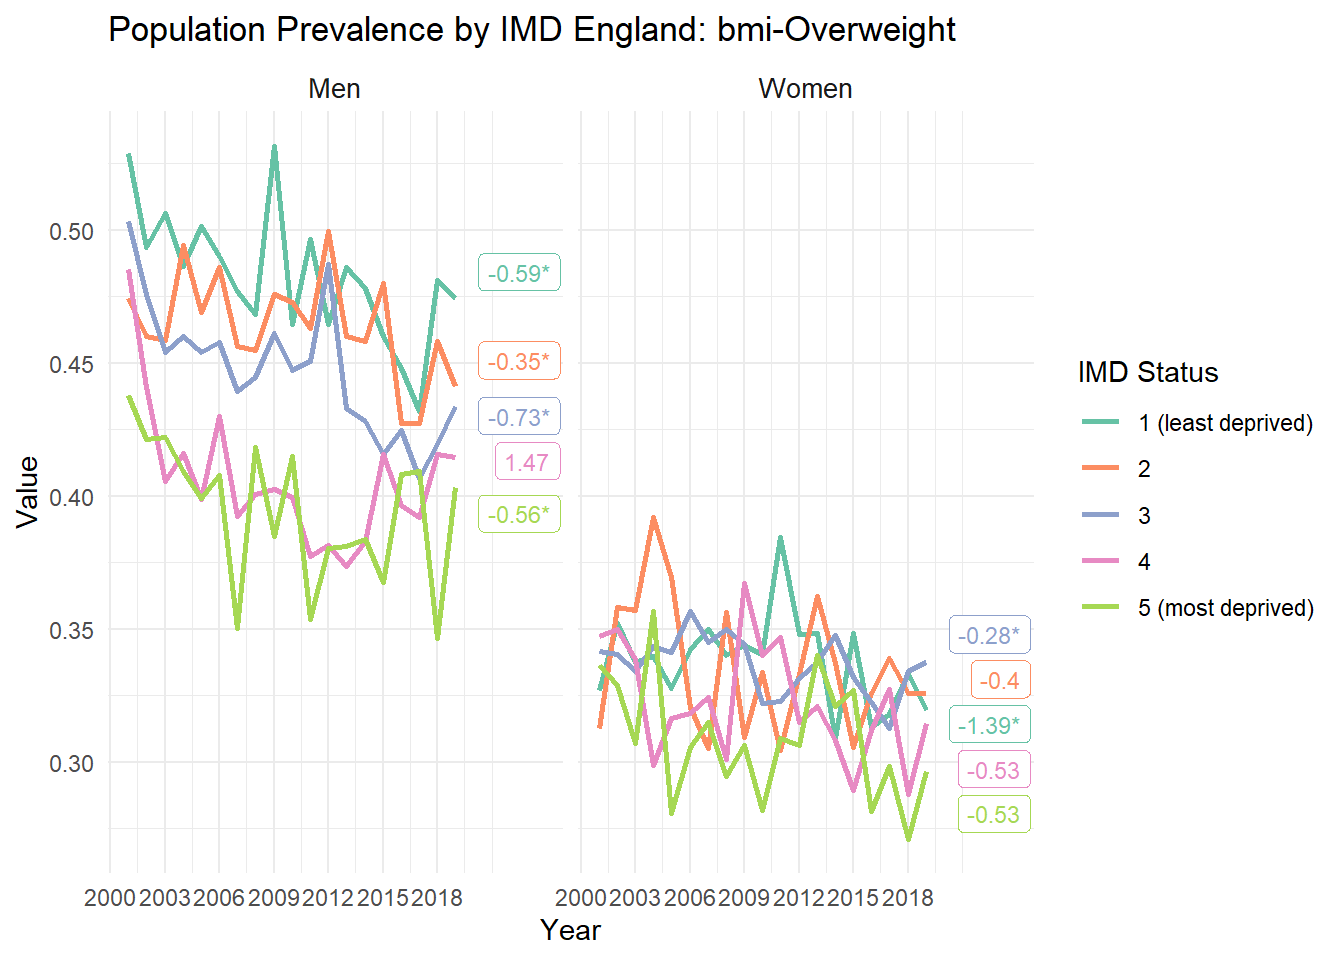 Population Prevalence by IMD England: bmi-Overweight
Men
Women
0.50
0.45
0.40
0.35
0.30
Value
-0.59*
-0.35*
-0.73*
1.47
-0.56*
-0.28*
-0.4
-1.39*
-0.53
-0.53
2000 2003 2006 2009 2012 2015 2018
2000 2003 2006 2009 2012 2015 2018
Year
IMD Status
1 (least deprived)
2
3
4
5 (most deprived)